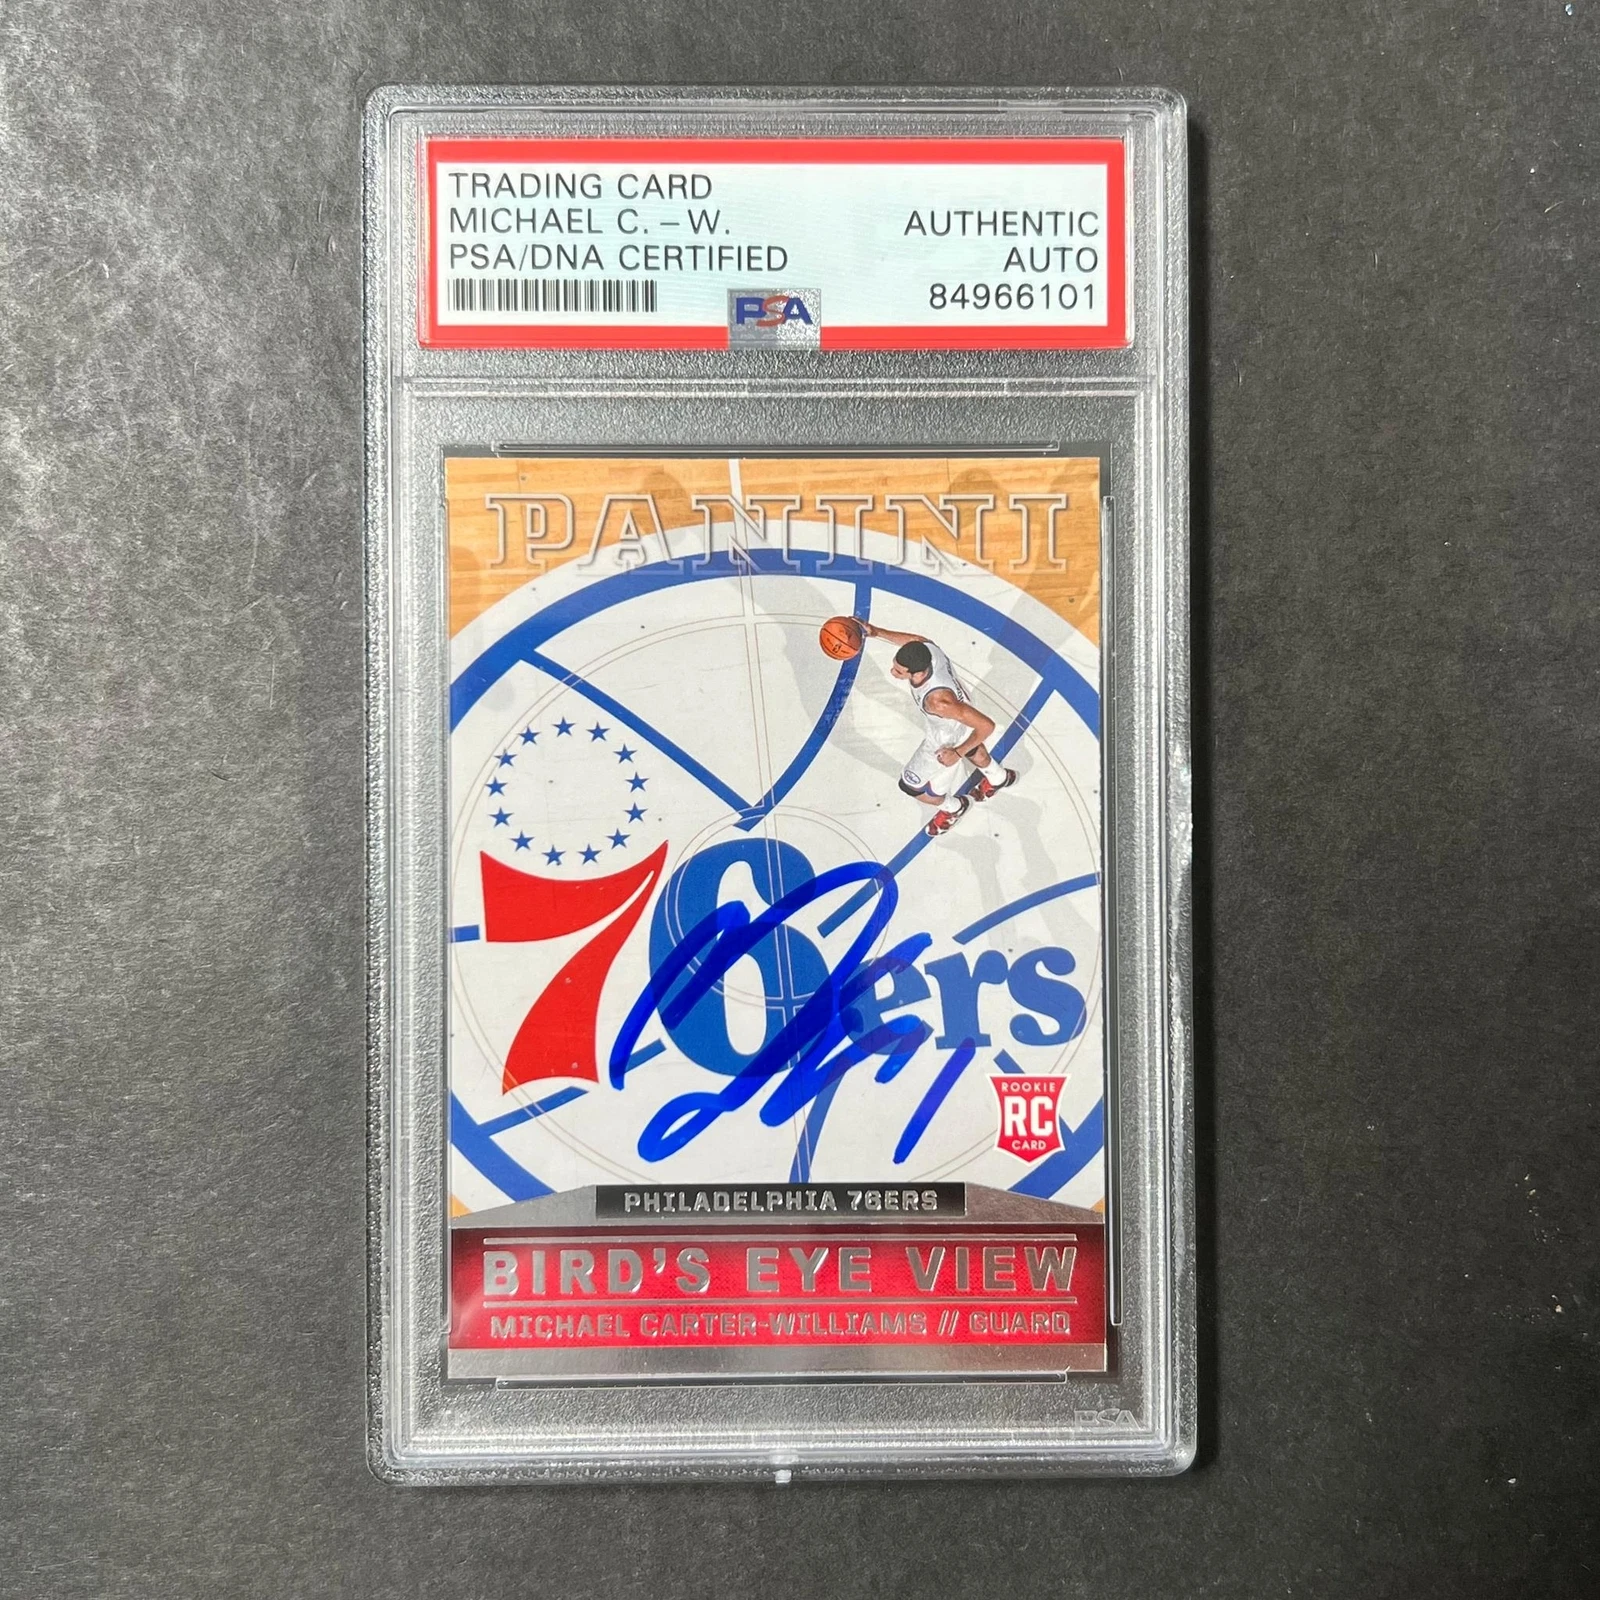 TRADING CARD
MICHAEL C. - W.
PSA/DNA CERTIFIED
AUTHENTIC
AUTO
84966101
PSA
PANINI
76ers
ROOKIE
RC
CARD
PHILADELPHIA 76ERS
BIRD'S EYE VIEW
MICHAEL CARTER-WILLIAMS // GUARD
PSA